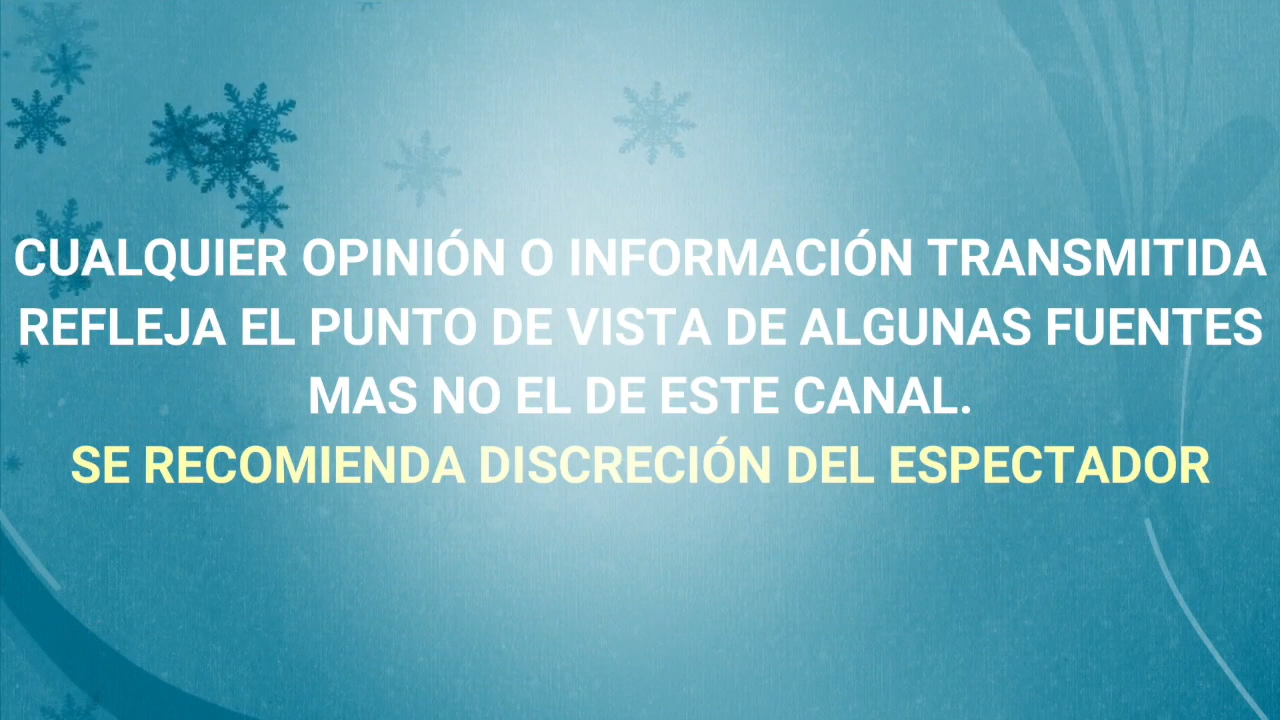 CUALQUIER OPINIÓN O INFORMACIÓN TRANSMITIDA
REFLEJA EL PUNTO DE VISTA DE ALGUNAS FUENTES
MAS NO EL DE ESTE CANAL.
SE RECOMIENDA DISCRECIÓN DEL ESPECTADOR